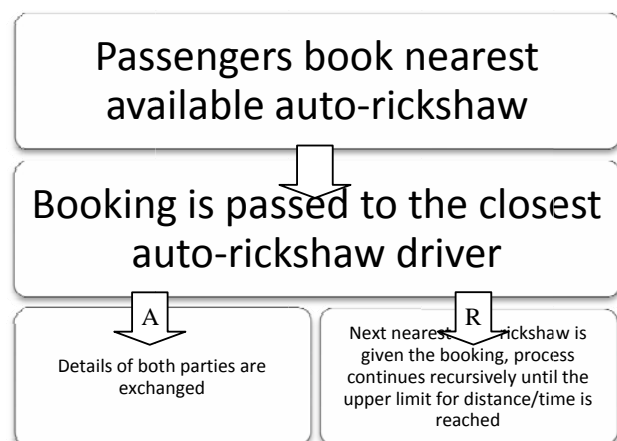 Passengers book nearest
available auto-rickshaw
Booking is passed to the closest
auto-rickshaw driver
A
R
Details of both parties are
exchanged
Next nearest rickshaw is
given the booking, process
continues recursively until the
upper limit for distance/time is
reached